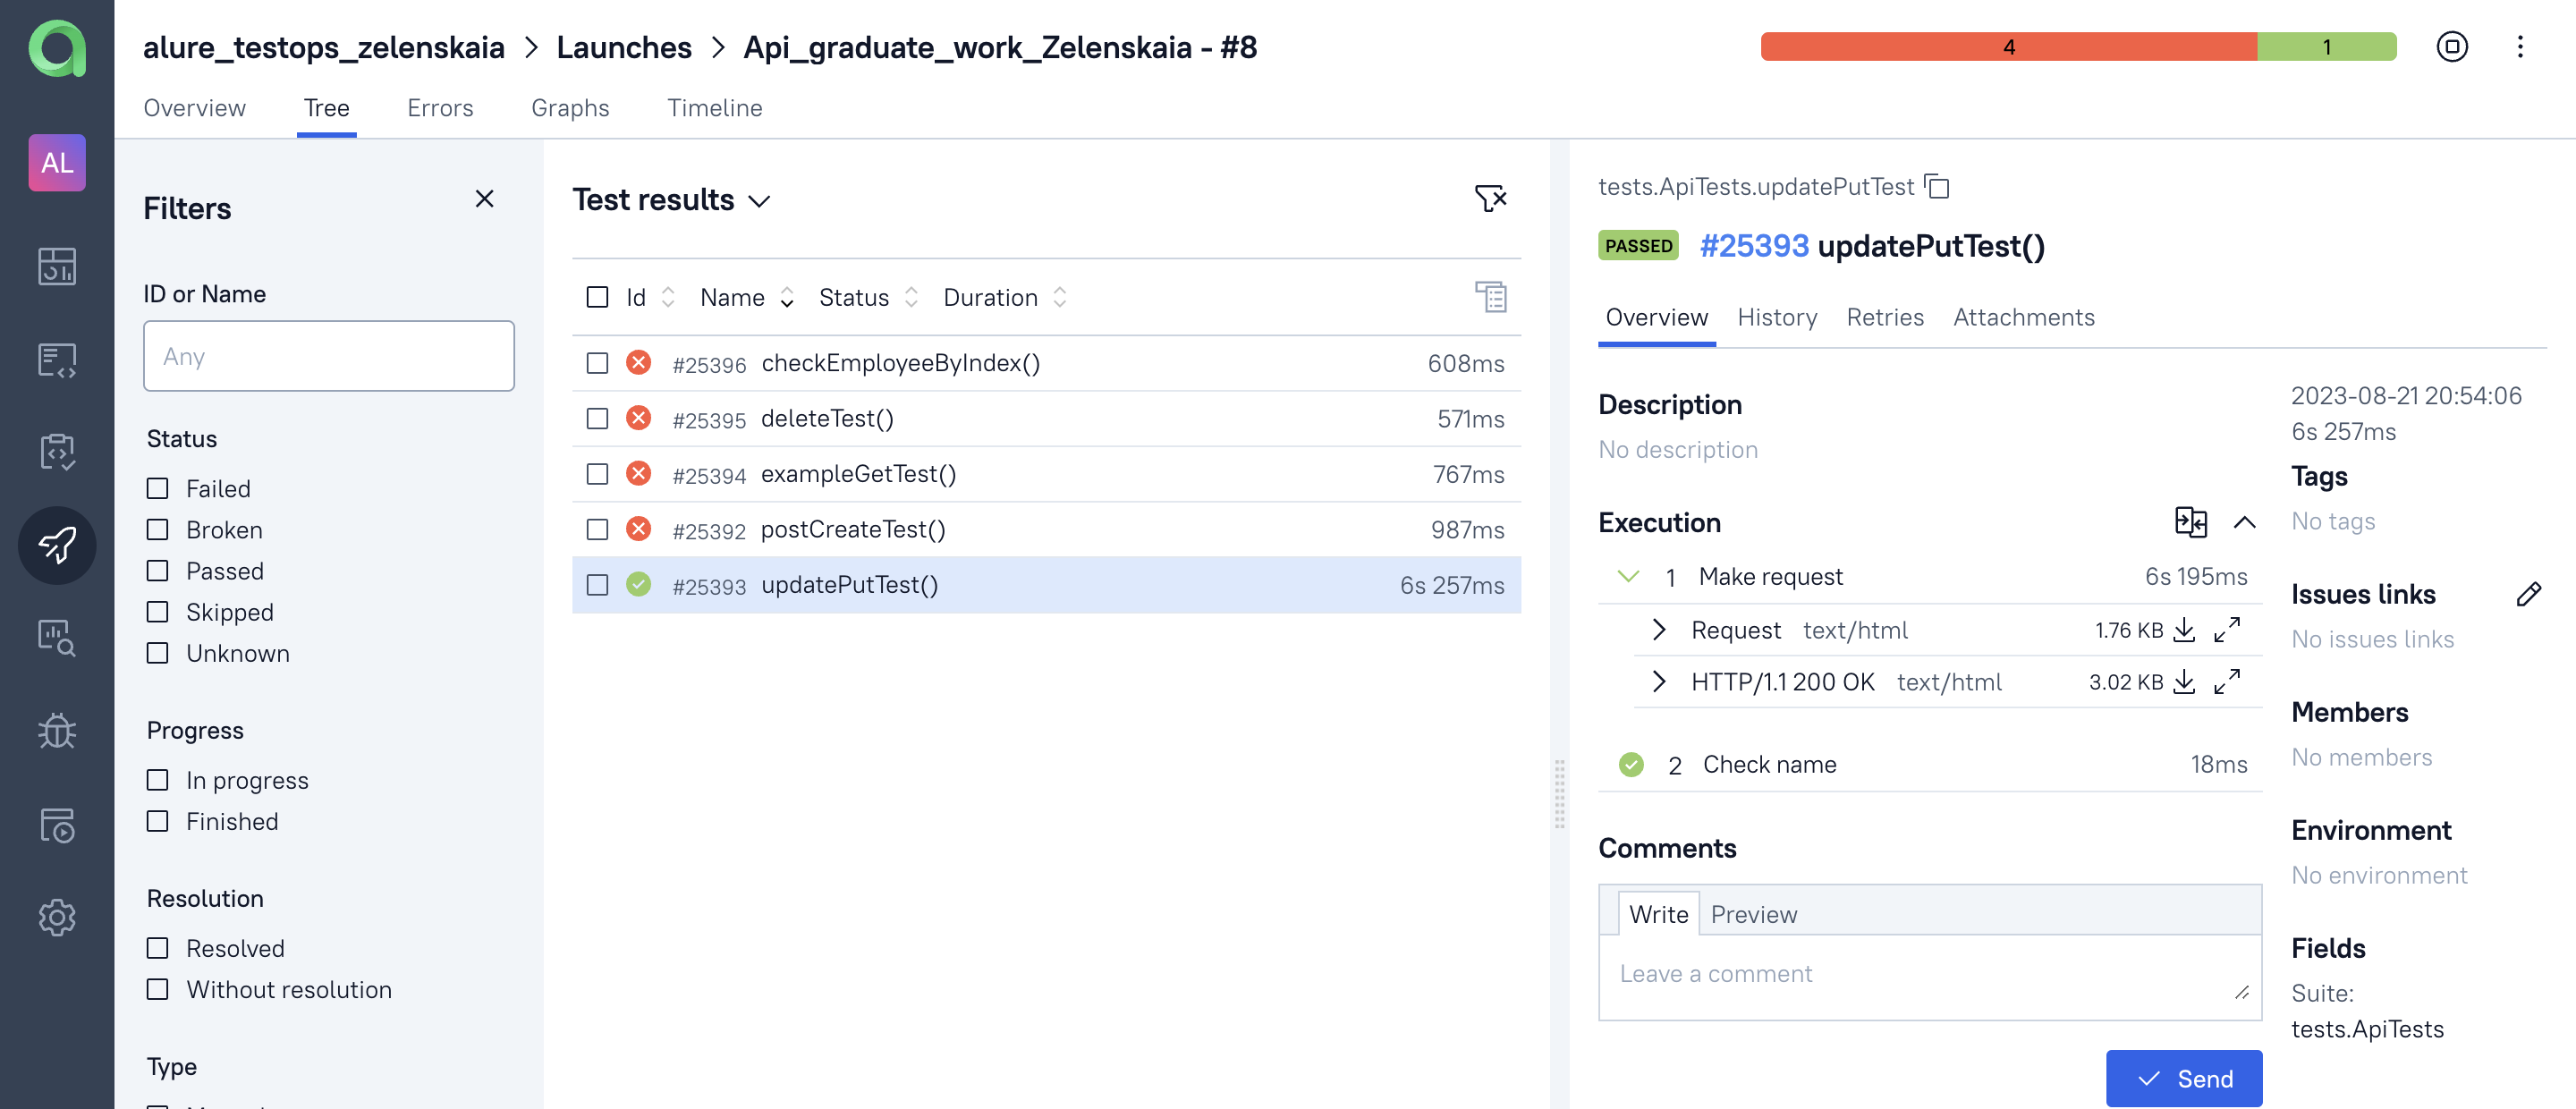 alure_testops_zelenskaia > Launches > Api_graduate_work_Zelenskaia - #8
4 1
Overview Tree Errors Graphs Timeline
AL
Filters
ID or Name
Any
Status
Failed
Broken
Passed
Skipped
Unknown
Progress
In progress
Finished
Resolution
Resolved
Without resolution
Type
Test results
Id Name Status Duration
#25396 checkEmployeeByIndex() 608ms
#25395 deleteTest() 571ms
#25394 exampleGetTest() 767ms
#25392 postCreateTest() 987ms
#25393 updatePutTest() 6s 257ms
tests.ApiTests.updatePutTest
PASSED #25393 updatePutTest()
Overview History Retries Attachments
Description
No description
Execution
1 Make request 6s 195ms
Request text/html 1.76 KB
HTTP/1.1 200 OK text/html 3.02 KB
2 Check name 18ms
Comments
Write Preview
Leave a comment
Send
2023-08-21 20:54:06
6s 257ms
Tags
No tags
Issues links
No issues links
Members
No members
Environment
No environment
Fields
Suite:
tests.ApiTests